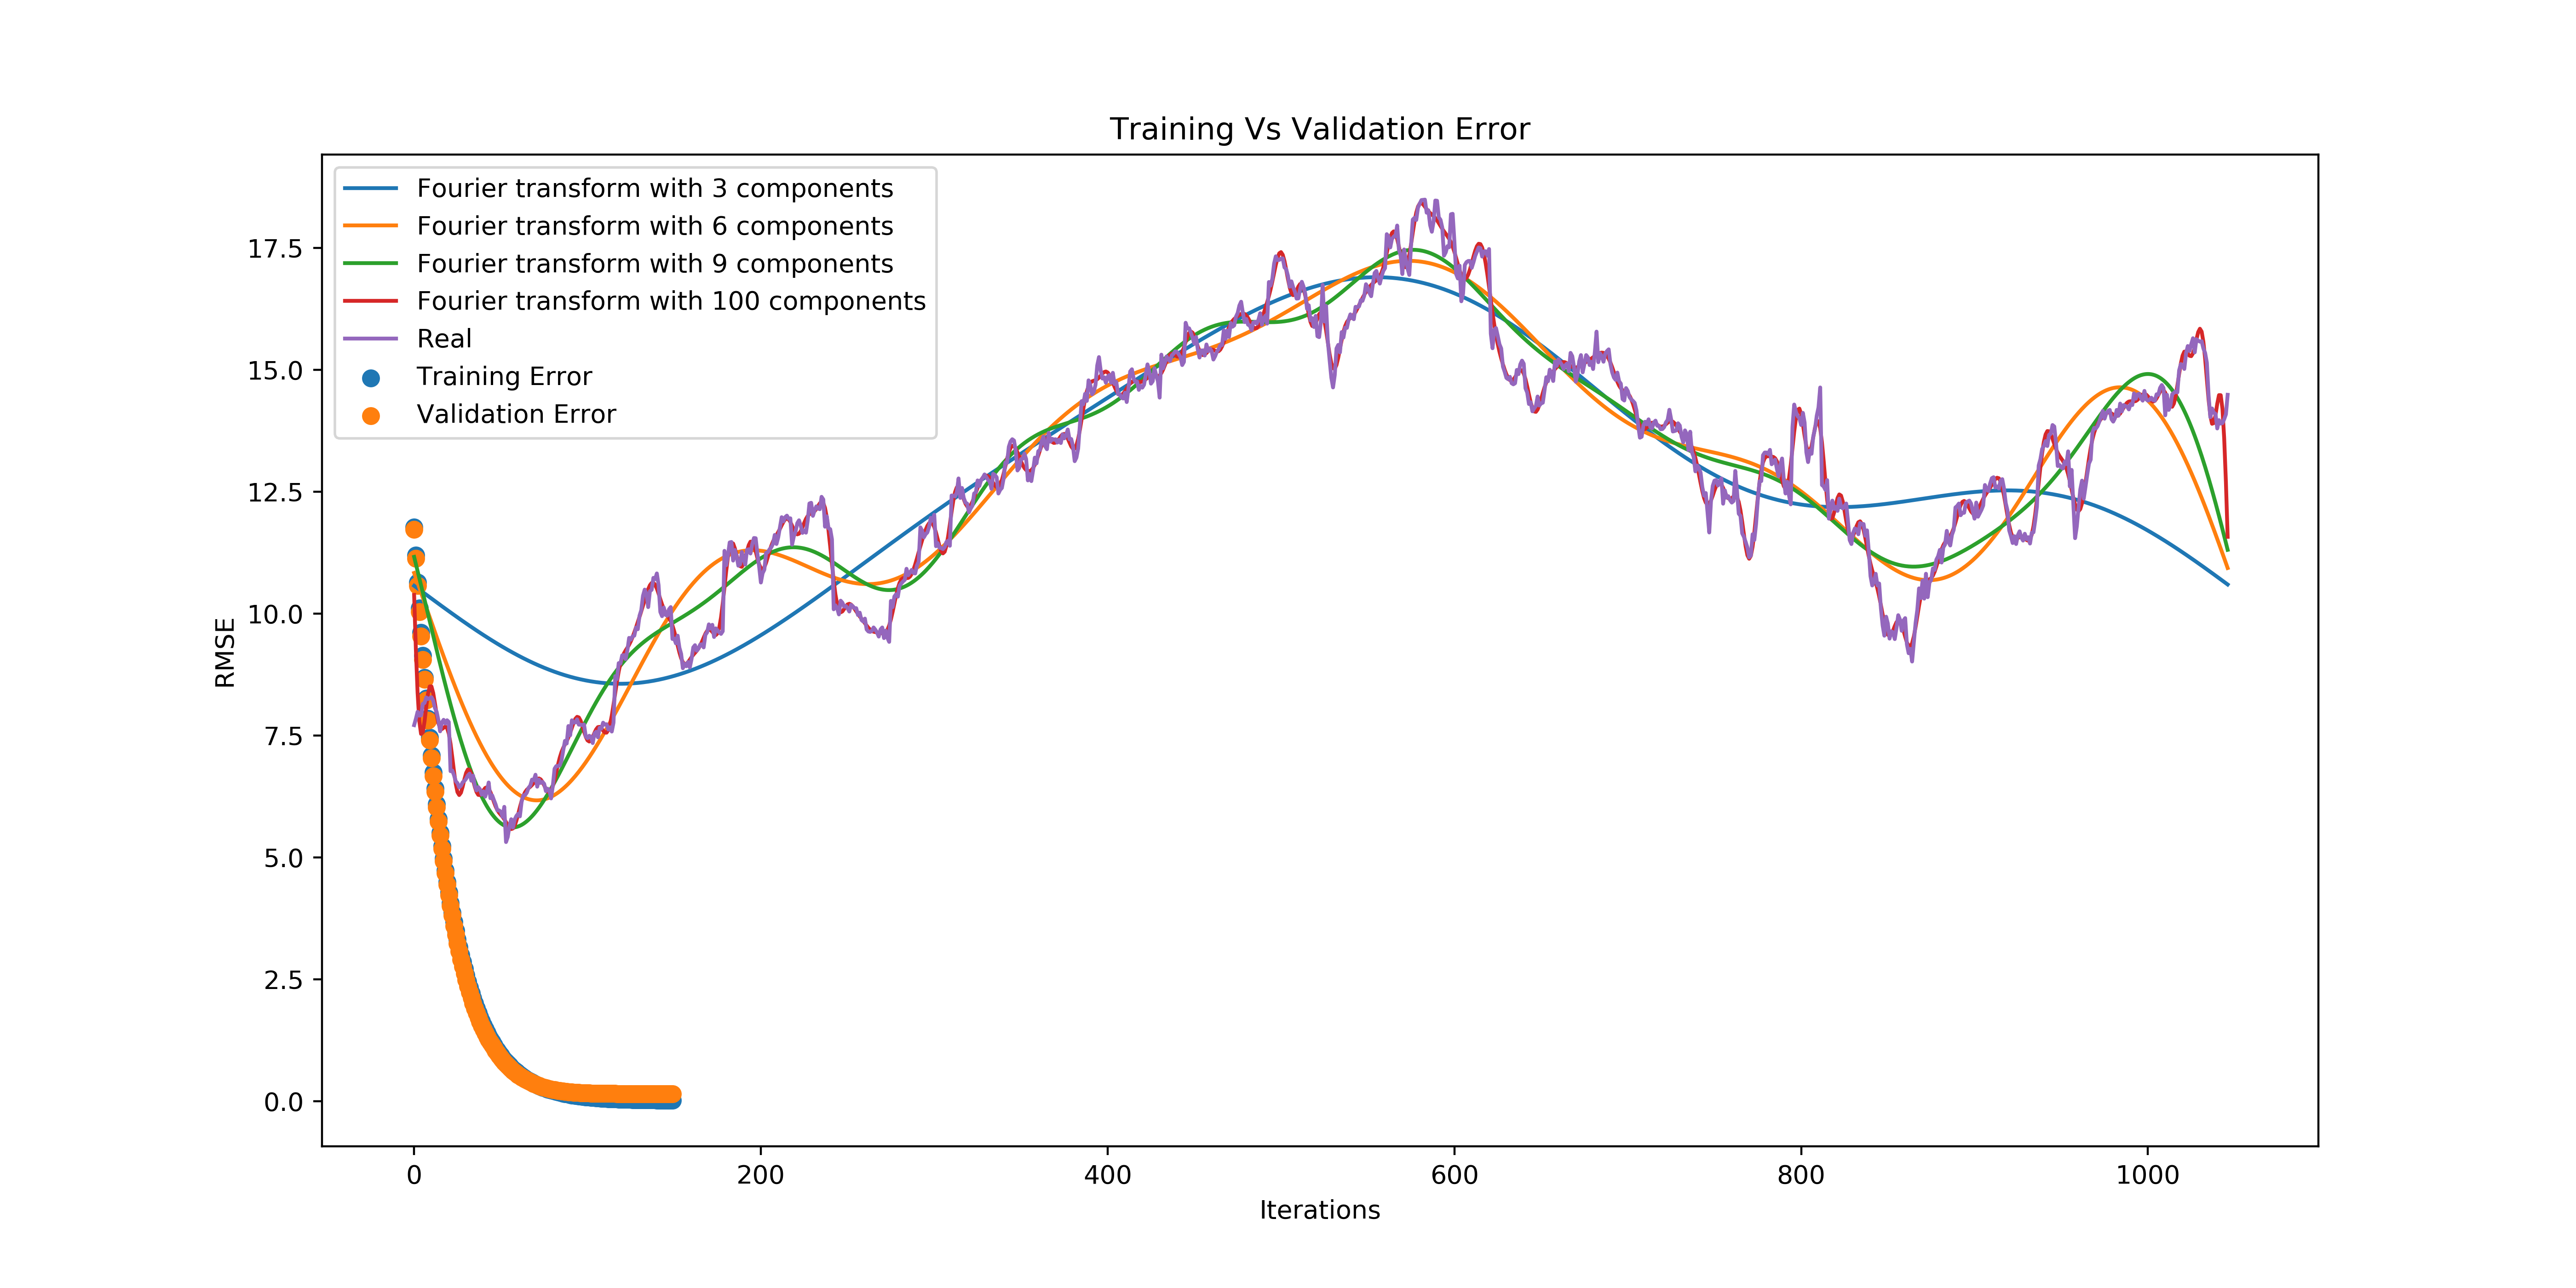 Training Vs Validation Error
Fourier transform with 3 components
Fourier transform with 6 components
Fourier transform with 9 components
Fourier transform with 100 components
Real
Training Error
Validation Error
17.5
15.0
12.5
10.0
7.5
5.0
2.5
0.0
RMSE
0 200 400 600 800 1000
Iterations